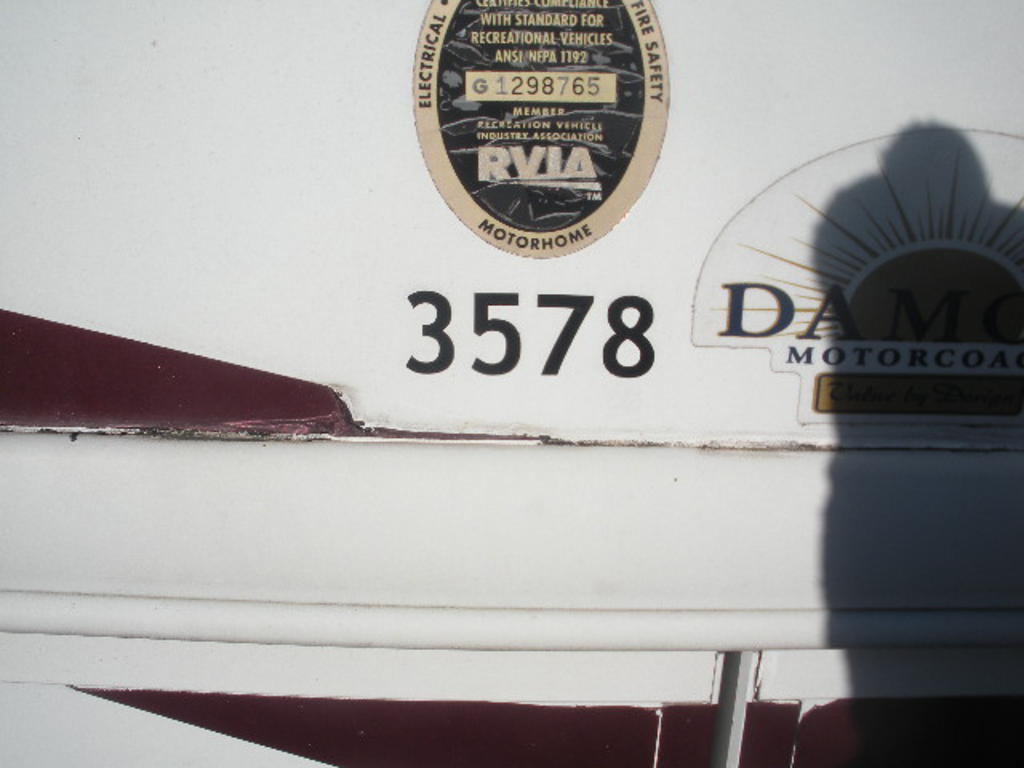 ELECTRICAL •
FIRE SAFETY
CERTIFIES COMPLIANCE
WITH STANDARD FOR
RECREATIONAL VEHICLES
ANSI NFPA 1192
G 1298765
MEMBER
RECREATION VEHICLE
INDUSTRY ASSOCIATION
RVIA
TM
MOTORHOME
3578
DAMO
MOTORCOAC
Value by Design